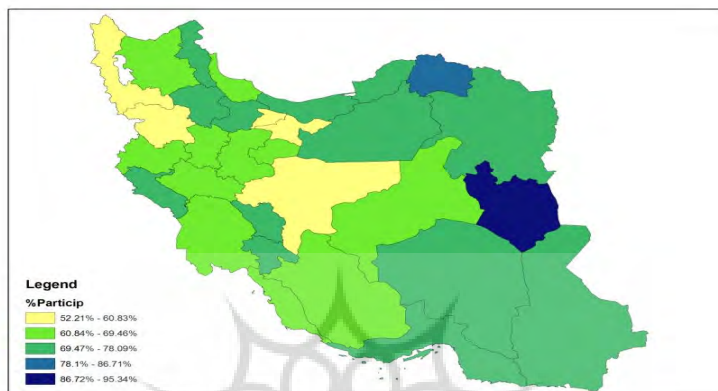 Legend
%Particip
52.21% - 60.83%
60.84% - 69.46%
69.47% - 78.09%
78.1% - 86.71%
86.72% - 95.34%